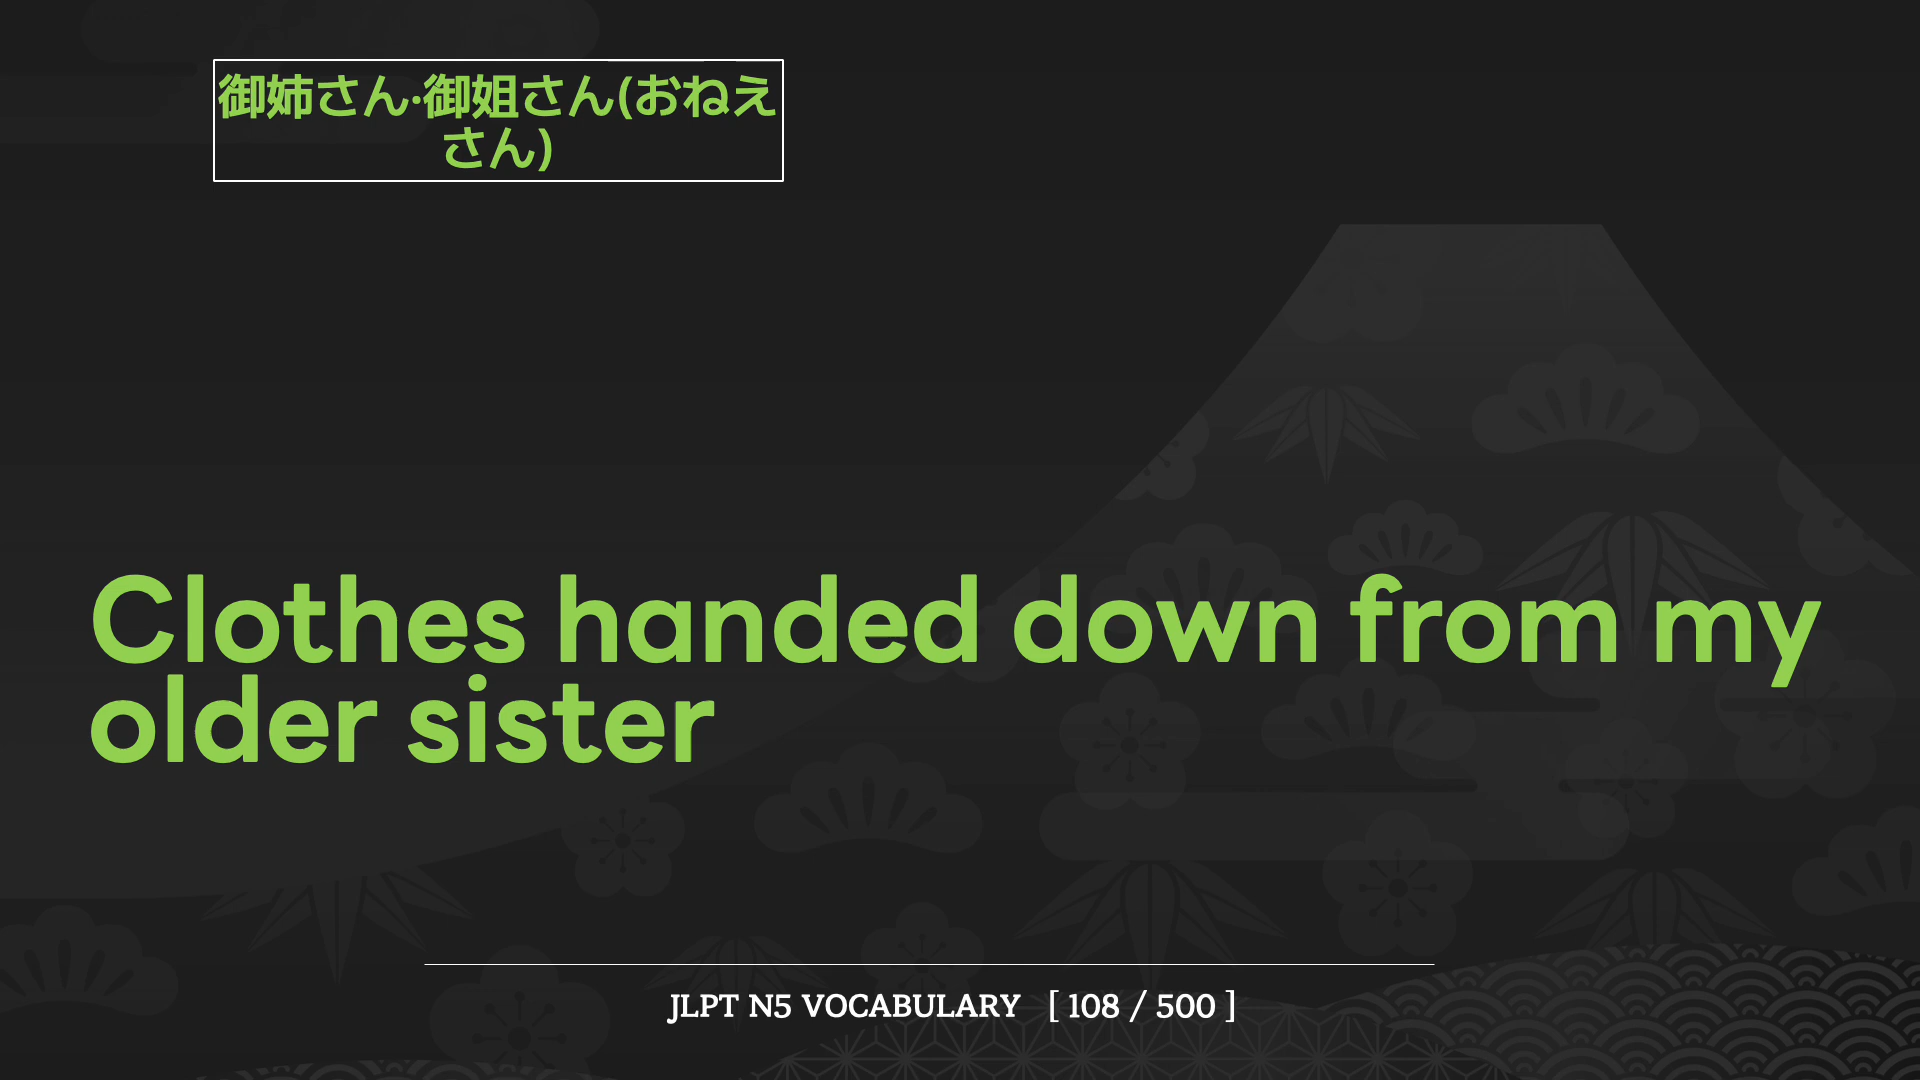 御姉さん·御姐さん(おねえ
さん)
Clothes handed down from my
older sister
JLPT N5 VOCABULARY [ 108 / 500 ]